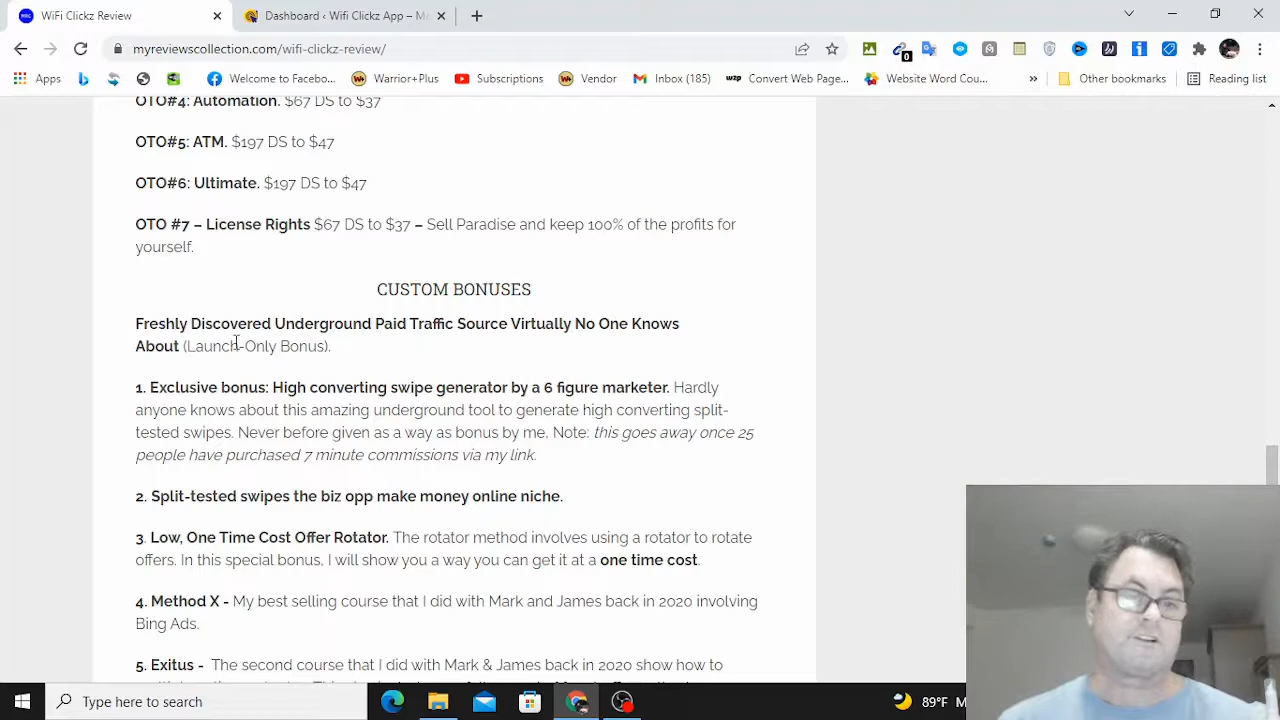 WiFi Clickz Review
Dashboard ‹ Wifi Clickz App – Me
myreviewscollection.com/wifi-clickz-review/
0
Apps
Welcome to Facebo...
Warrior+Plus
Subscriptions
Vendor
Inbox (185)
wzp Convert Web Page...
Website Word Cou...
»
Other bookmarks
Reading list
OTO#4: Automation. $67 DS to $37
OTO#5: ATM. $197 DS to $47
OTO#6: Ultimate. $197 DS to $47
OTO #7 – License Rights $67 DS to $37 – Sell Paradise and keep 100% of the profits for
yourself.
CUSTOM BONUSES
Freshly Discovered Underground Paid Traffic Source Virtually No One Knows
About (Launch-Only Bonus).
1. Exclusive bonus: High converting swipe generator by a 6 figure marketer. Hardly
anyone knows about this amazing underground tool to generate high converting split-
tested swipes. Never before given as a way as bonus by me, Note: this goes away once 25
people have purchased 7 minute commissions via my link.
2. Split-tested swipes the biz opp make money online niche.
3. Low, One Time Cost Offer Rotator. The rotator method involves using a rotator to rotate
offers. In this special bonus, I will show you a way you can get it at a one time cost.
4. Method X - My best selling course that I did with Mark and James back in 2020 involving
Bing Ads.
5. Exitus - The second course that I did with Mark & James back in 2020 show how to
Type here to search
89°F M